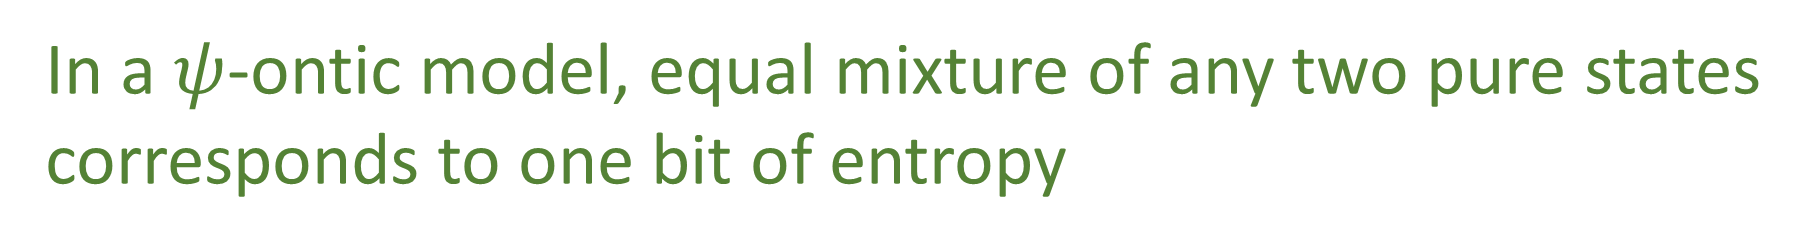 In a ψ-ontic model, equal mixture of any two pure states
corresponds to one bit of entropy